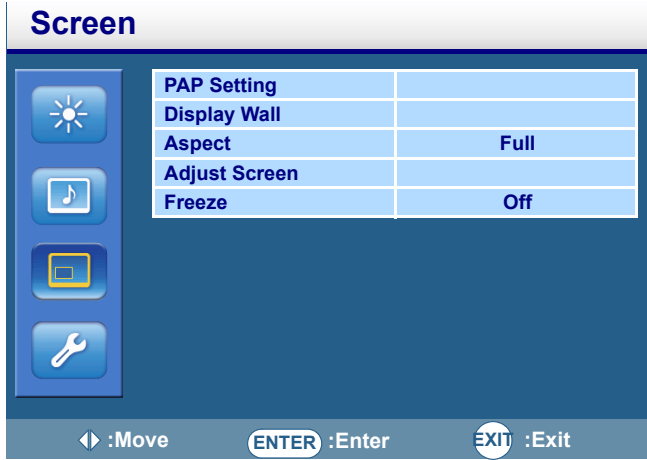 Screen
PAP Setting
Display Wall
Aspect Full
Adjust Screen
Freeze Off
:Move ENTER :Enter EXIT :Exit